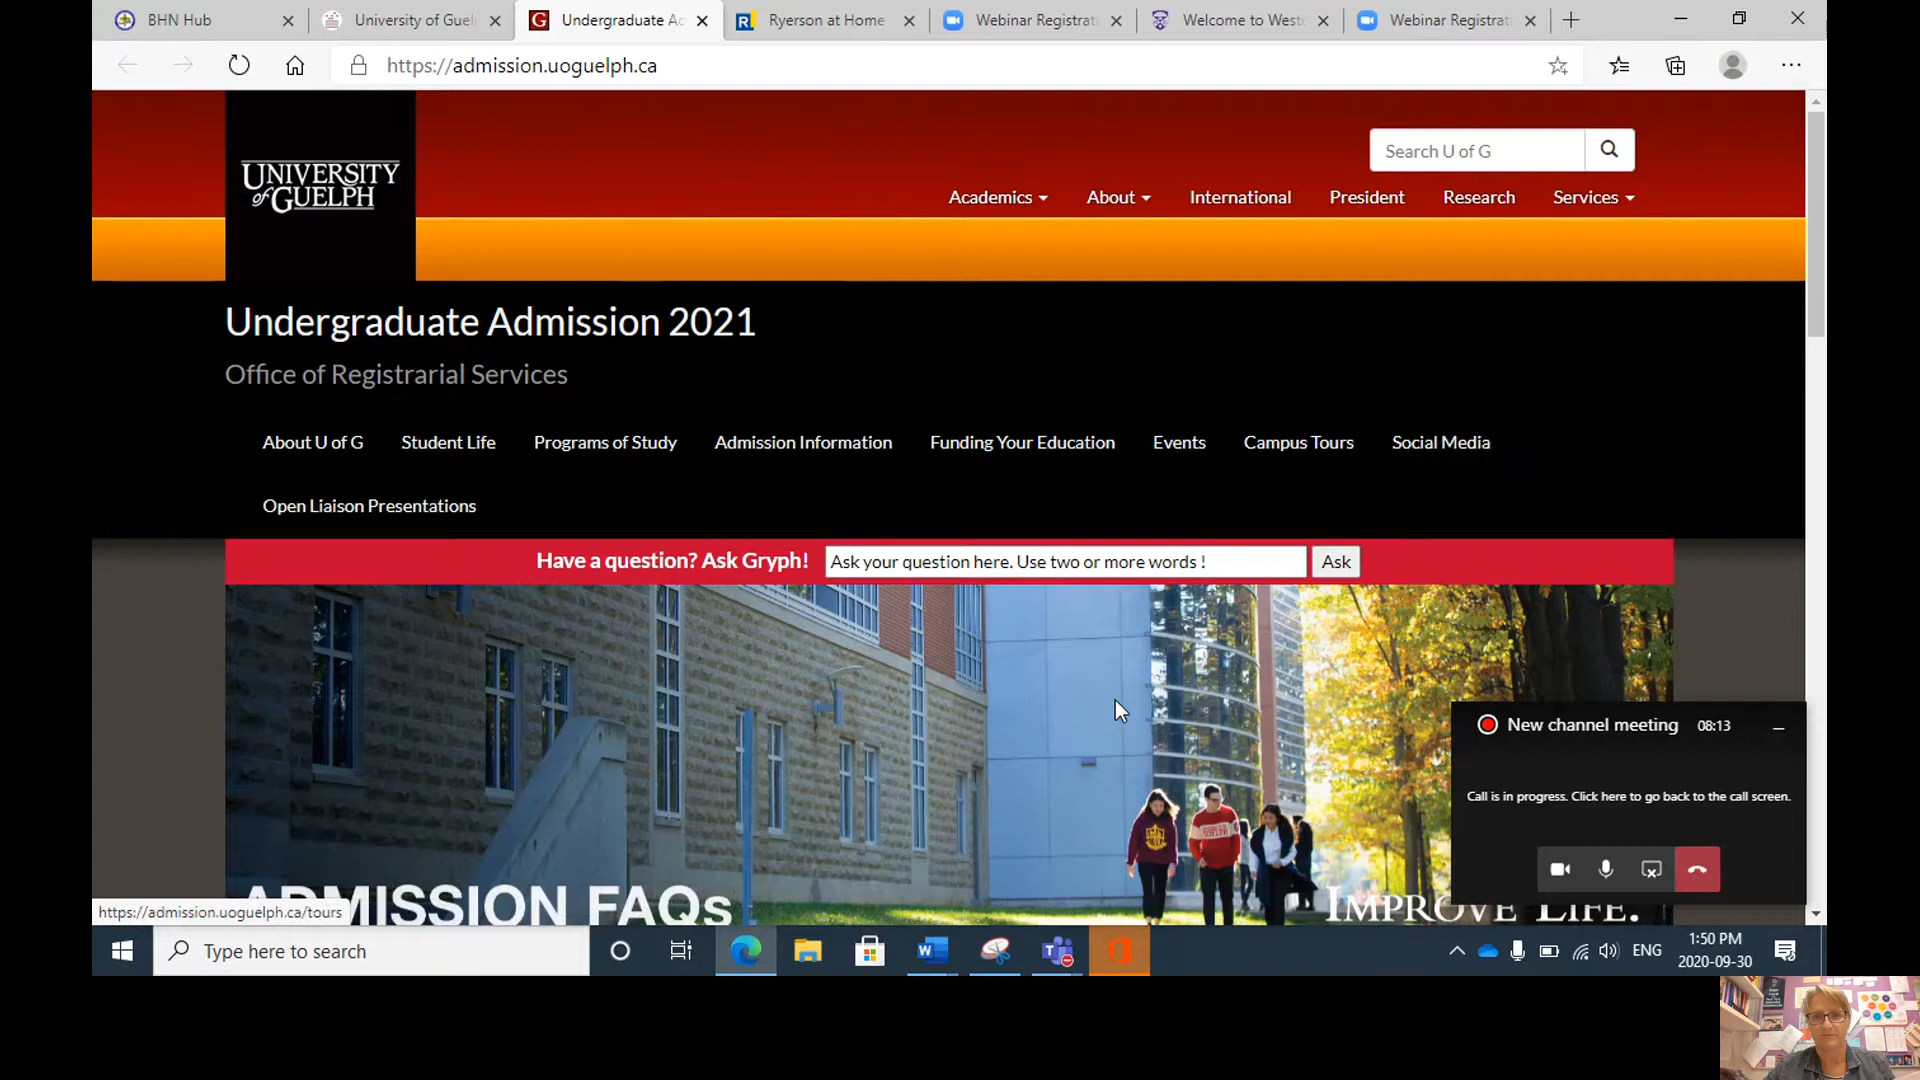 BHN Hub
University of Guel
Undergraduate Ad
Ryerson at Home
Webinar Registrat
Welcome to Weste
Webinar Registrat
https://admission.uoguelph.ca
UNIVERSITY
of GUELPH
Search U of G
Academics
About
International
President
Research
Services
Undergraduate Admission 2021
Office of Registrarial Services
About U of G
Student Life
Programs of Study
Admission Information
Funding Your Education
Events
Campus Tours
Social Media
Open Liaison Presentations
Have a question? Ask Gryph!
Ask your question here. Use two or more words !
Ask
New channel meeting
08:13
Call is in progress. Click here to go back to the call screen.
ADMISSION FAQs
IMPROVE LIFE.
https://admission.uoguelph.ca/tours
Type here to search
ENG
1:50 PM
2020-09-30